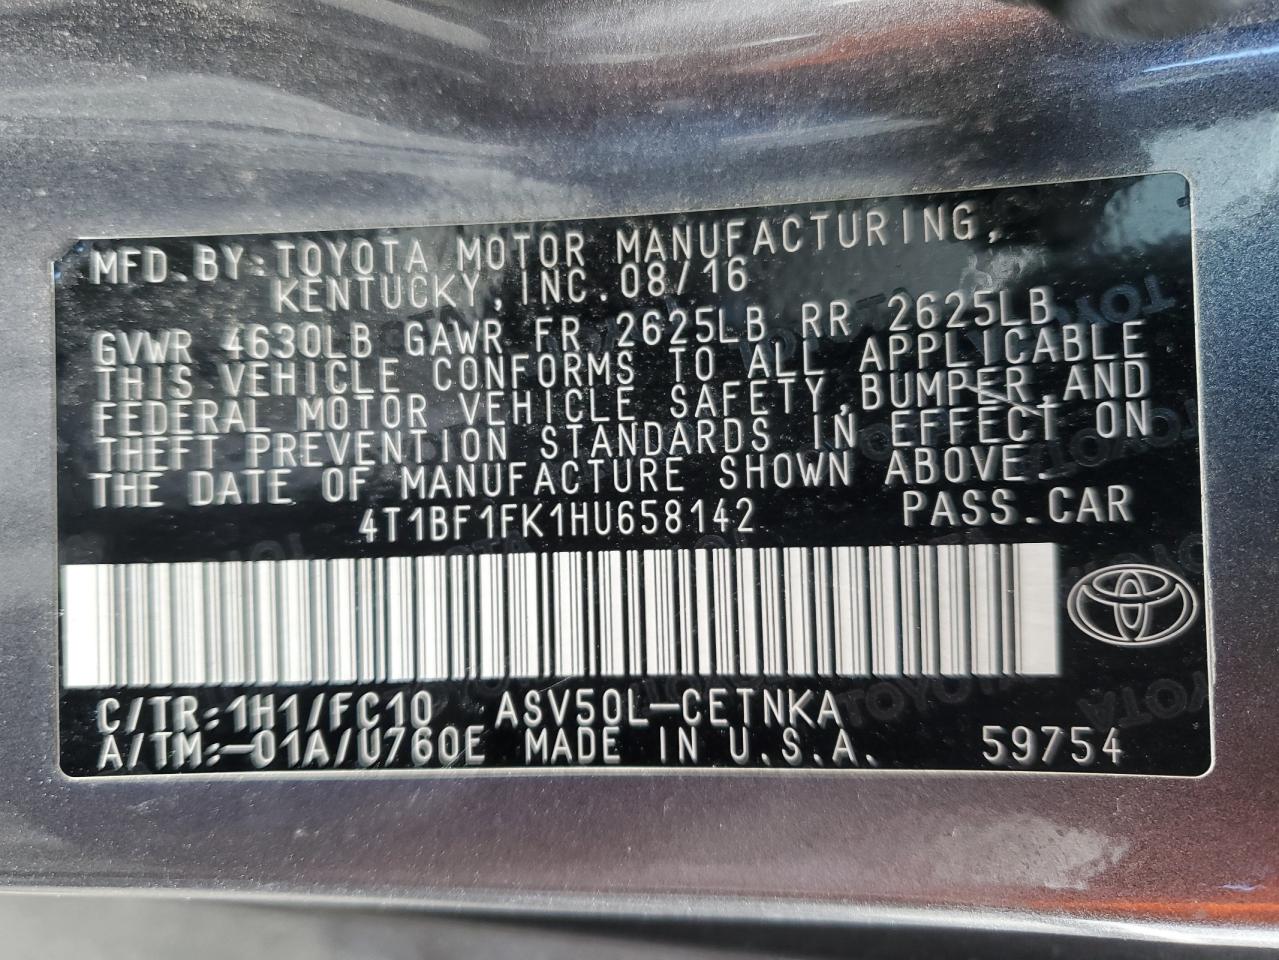 MFD.BY:TOYOTA MOTOR MANUFACTURING,
KENTUCKY,INC.08/16
GVWR 4630LB GAWR FR 2625LB RR 2625LB
THIS VEHICLE CONFORMS TO ALL APPLICABLE
FEDERAL MOTOR VEHICLE SAFETY,BUMPER,AND
THEFT PREVENTION STANDARDS IN EFFECT ON
THE DATE OF MANUFACTURE SHOWN ABOVE.
4T1BF1FK1HU658142 PASS.CAR
C/TR:1H1/FC10 ASV50L-CETNKA
A/TM:-01A/U760E MADE IN U.S.A. 59754